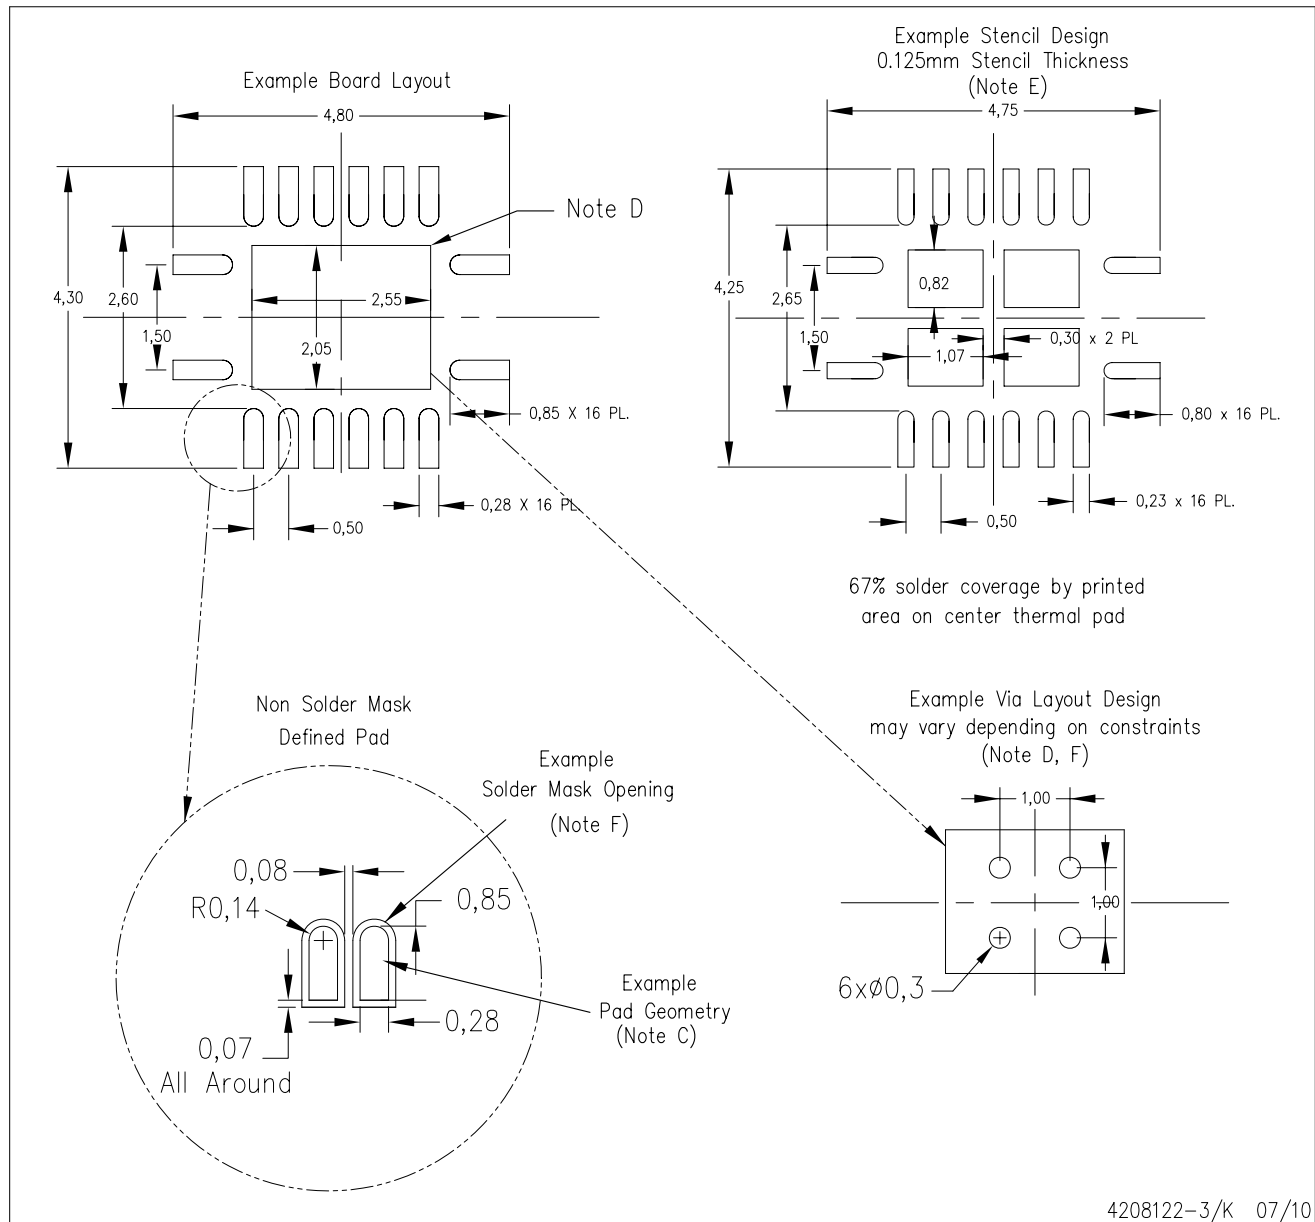 Example Board Layout
4,80
Note D
4,30
2,60
1,50
2,55
2,05
0,85 X 16 PL.
0,28 X 16 PL
0,50
Example Stencil Design
0.125mm Stencil Thickness
(Note E)
4,75
4,25
2,65
1,50
0,82
0,30 x 2 PL
1,07
0,80 x 16 PL.
0,23 x 16 PL.
0,50
67% solder coverage by printed
area on center thermal pad
Non Solder Mask
Defined Pad
Example
Solder Mask Opening
(Note F)
0,08
R0,14
0,85
Example
Pad Geometry
(Note C)
0,28
0,07
All Around
Example Via Layout Design
may vary depending on constraints
(Note D, F)
1,00
1,00
6xø0,3
4208122-3/K 07/10